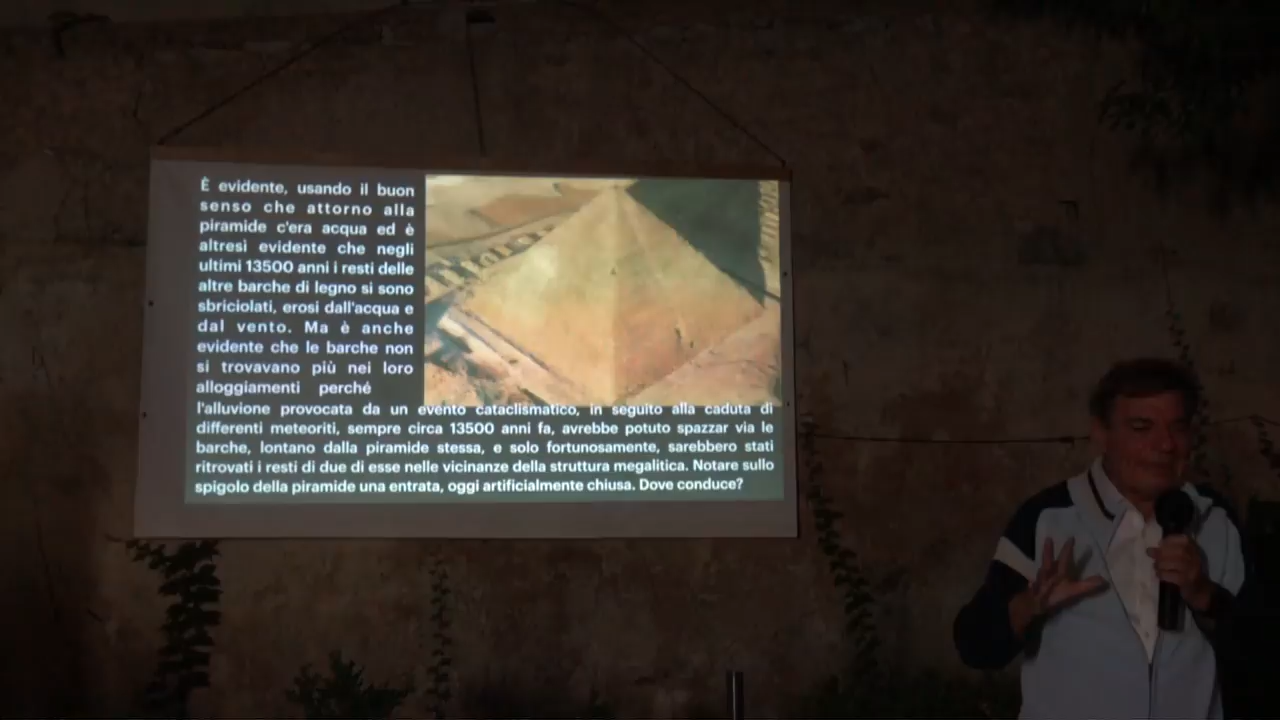 È evidente, usando il buon
senso che attorno alla
piramide c'era acqua ed è
altresì evidente che negli
ultimi 13500 anni i resti delle
altre barche di legno si sono
sbriciolati, erosi dall'acqua e
dal vento. Ma è anche
evidente che le barche non
si trovavano più nei loro
alloggiamenti perché
l'alluvione provocata da un evento cataclismatico, in seguito alla caduta di
differenti meteoriti, sempre circa 13500 anni fa, avrebbe potuto spazzar via le
barche, lontano dalla piramide stessa, e solo fortunosamente, sarebbero stati
ritrovati i resti di due di esse nelle vicinanze della struttura megalitica. Notare sullo
spigolo della piramide una entrata, oggi artificialmente chiusa. Dove conduce?